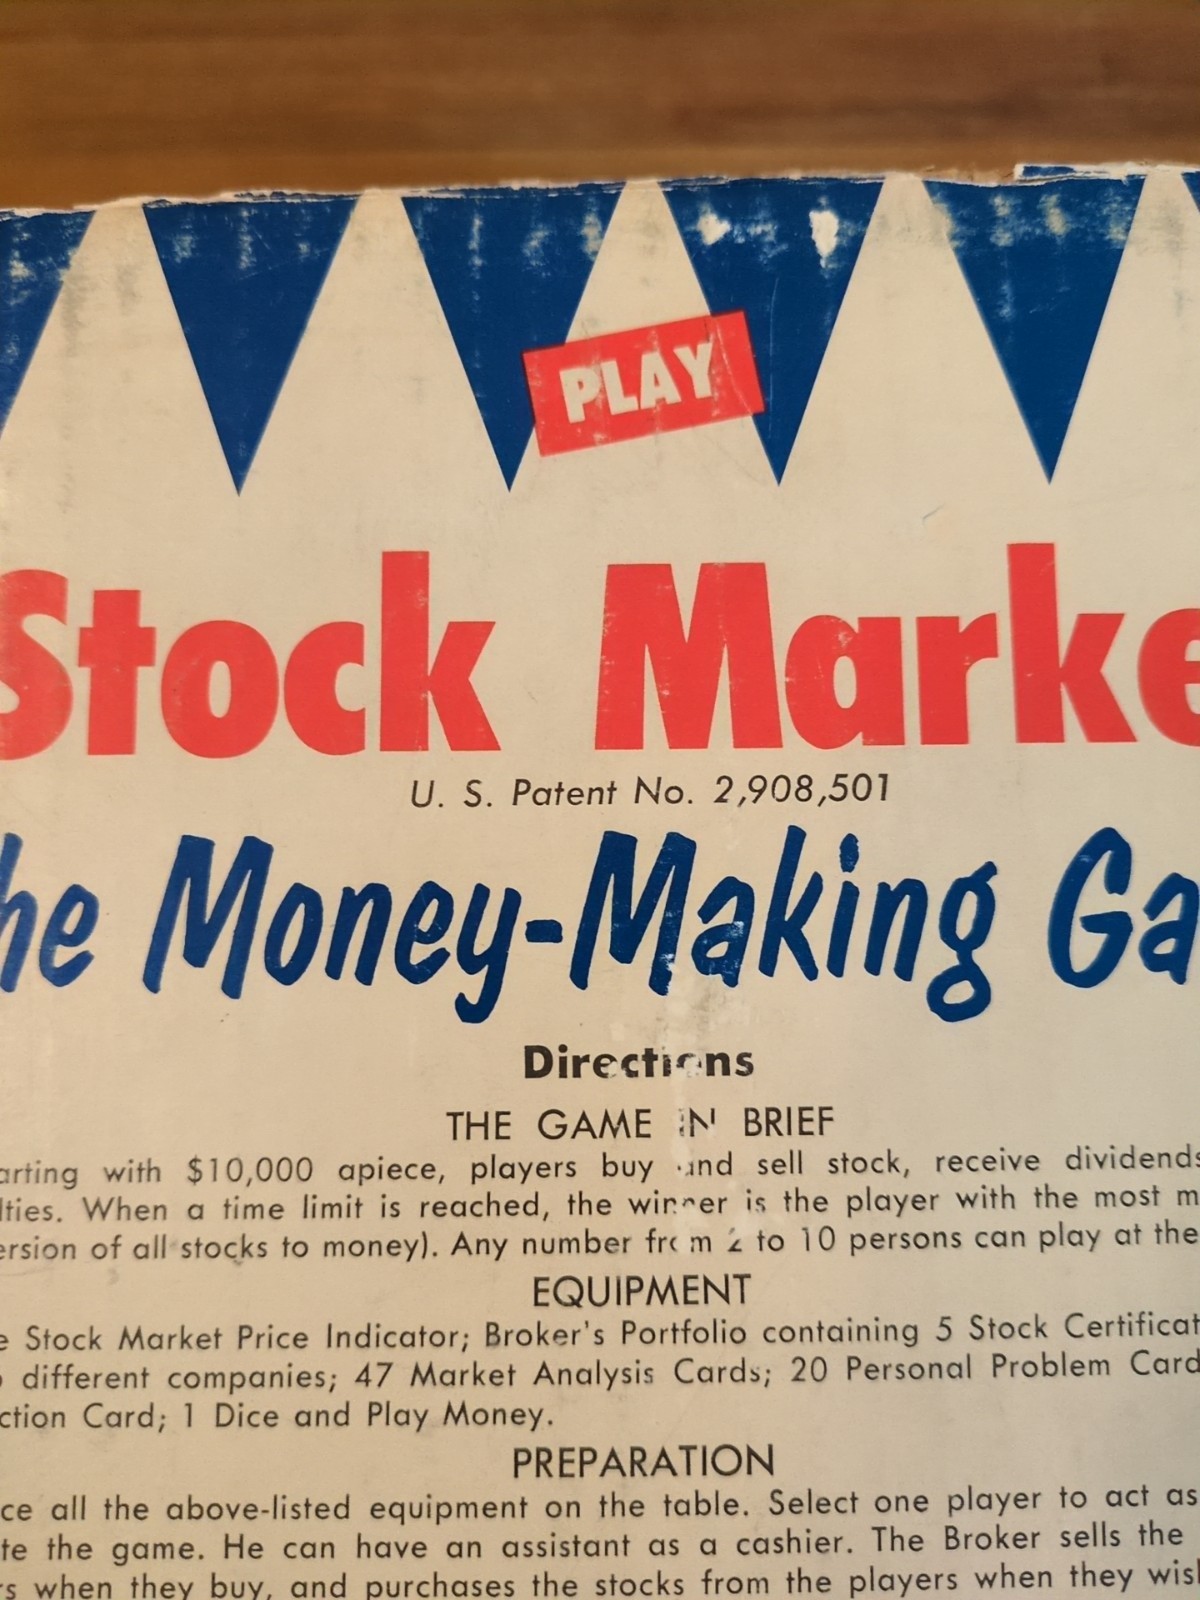 PLAY
Stock Marke
U. S. Patent No. 2,908,501
he Money-Making Ga
Directions
THE GAME IN BRIEF
arting with $10,000 apiece, players buy and sell stock, receive dividends
lties. When a time limit is reached, the winner is the player with the most m
ersion of all stocks to money). Any number from 2 to 10 persons can play at the
EQUIPMENT
e Stock Market Price Indicator; Broker's Portfolio containing 5 Stock Certificat
different companies; 47 Market Analysis Cards; 20 Personal Problem Card
ction Card; 1 Dice and Play Money.
PREPARATION
ce all the above-listed equipment on the table. Select one player to act as
te the game. He can have an assistant as a cashier. The Broker sells the
rs when they buy, and purchases the stocks from the players when they wish